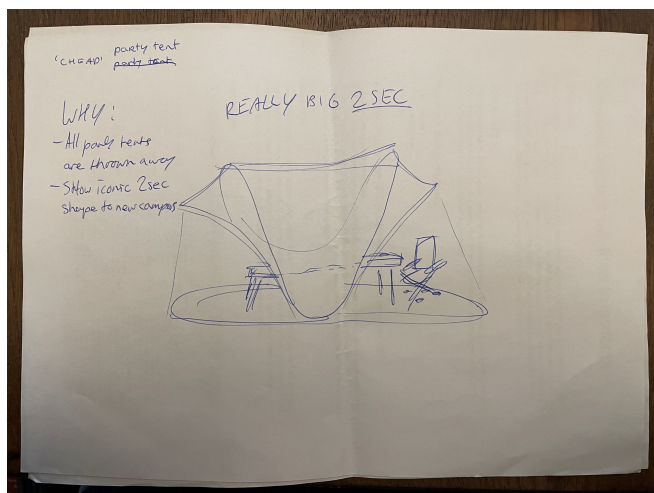 'CHEAP' party tent
party tent
WHY:
- All party tents
are thrown away
- Show iconic 2sec
shape to new campers
REALLY BIG 2SEC